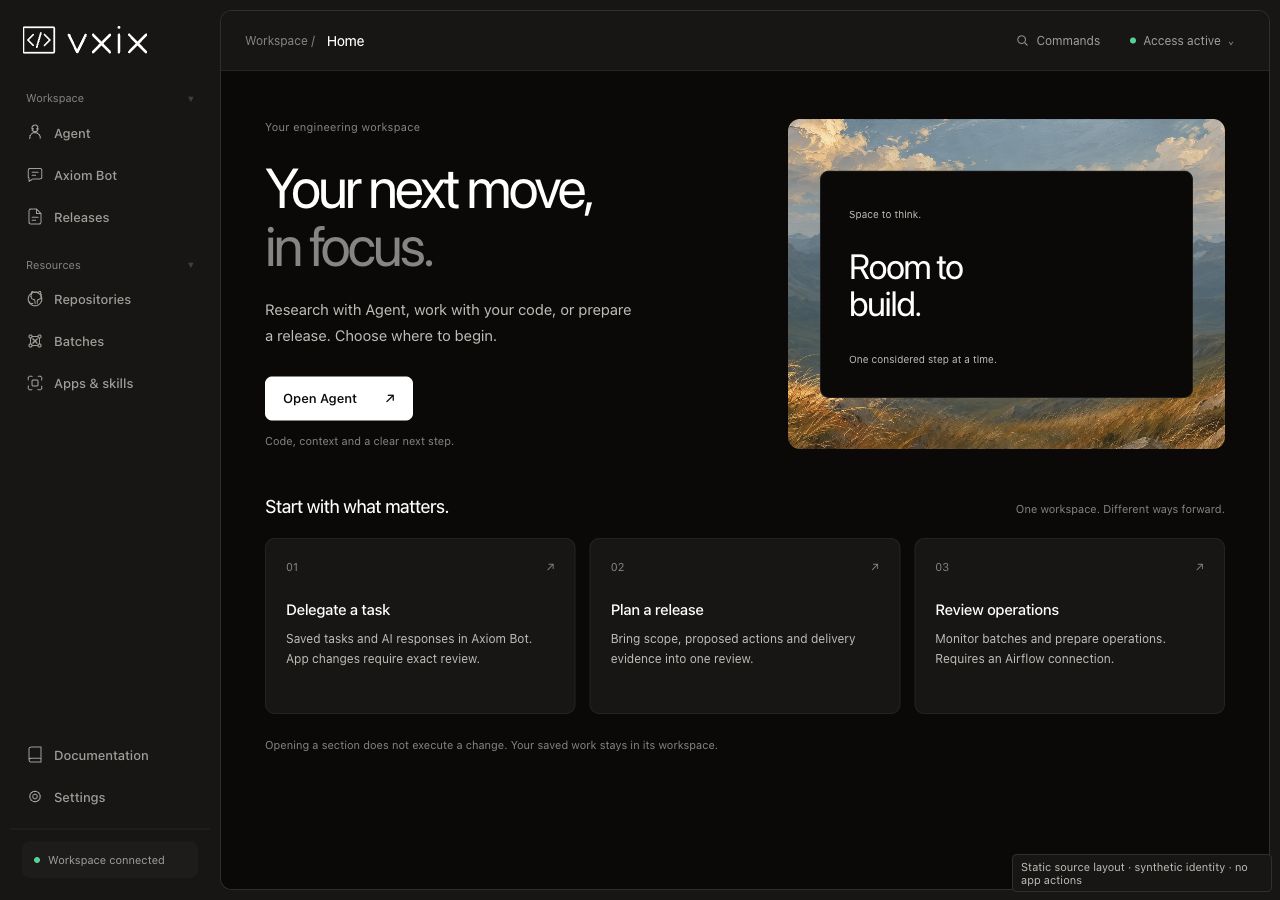 </> vxix
Workspace
Agent
Axiom Bot
Releases
Resources
Repositories
Batches
Apps & skills
Documentation
Settings
Workspace connected
Workspace / Home
Commands
Access active
Your engineering workspace
Your next move,
in focus.
Research with Agent, work with your code, or prepare
a release. Choose where to begin.
Open Agent
Code, context and a clear next step.
Space to think.
Room to
build.
One considered step at a time.
Start with what matters.
One workspace. Different ways forward.
01
Delegate a task
Saved tasks and AI responses in Axiom Bot.
App changes require exact review.
02
Plan a release
Bring scope, proposed actions and delivery
evidence into one review.
03
Review operations
Monitor batches and prepare operations.
Requires an Airflow connection.
Opening a section does not execute a change. Your saved work stays in its workspace.
Static source layout · synthetic identity · no
app actions